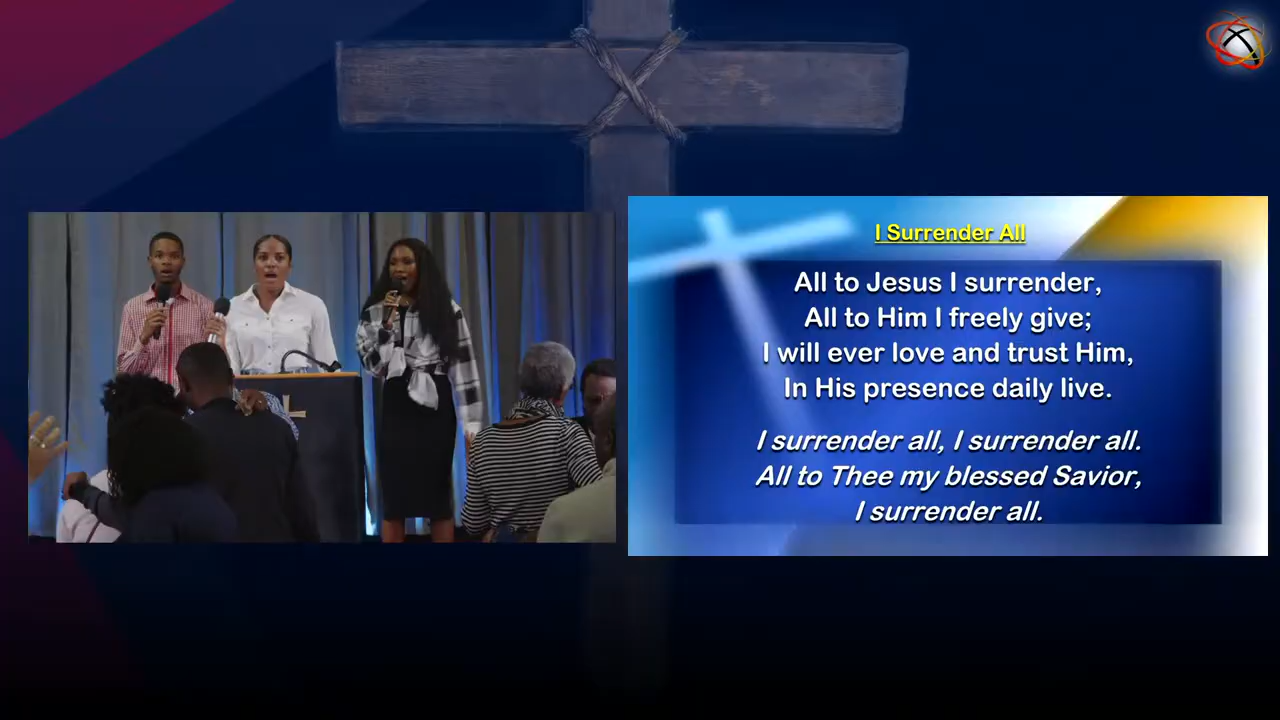 I Surrender All
All to Jesus I surrender,
All to Him I freely give;
I will ever love and trust Him,
In His presence daily live.
I surrender all, I surrender all.
All to Thee my blessed Savior,
I surrender all.